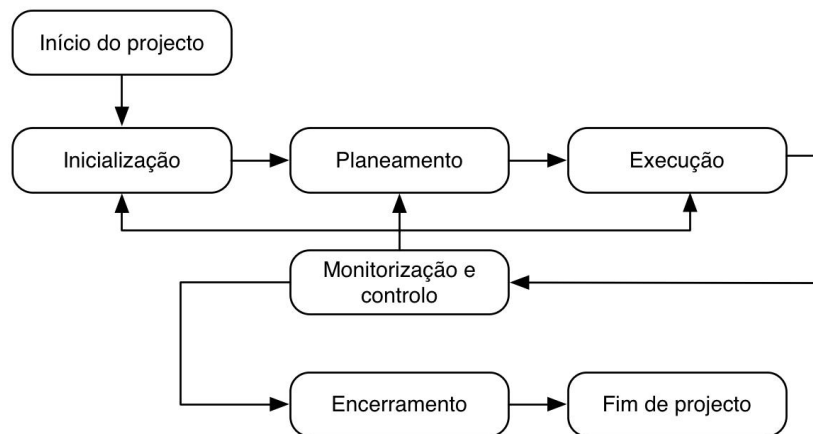 Início do projecto
Inicialização
Planeamento
Execução
Monitorização e
controlo
Encerramento
Fim de projecto